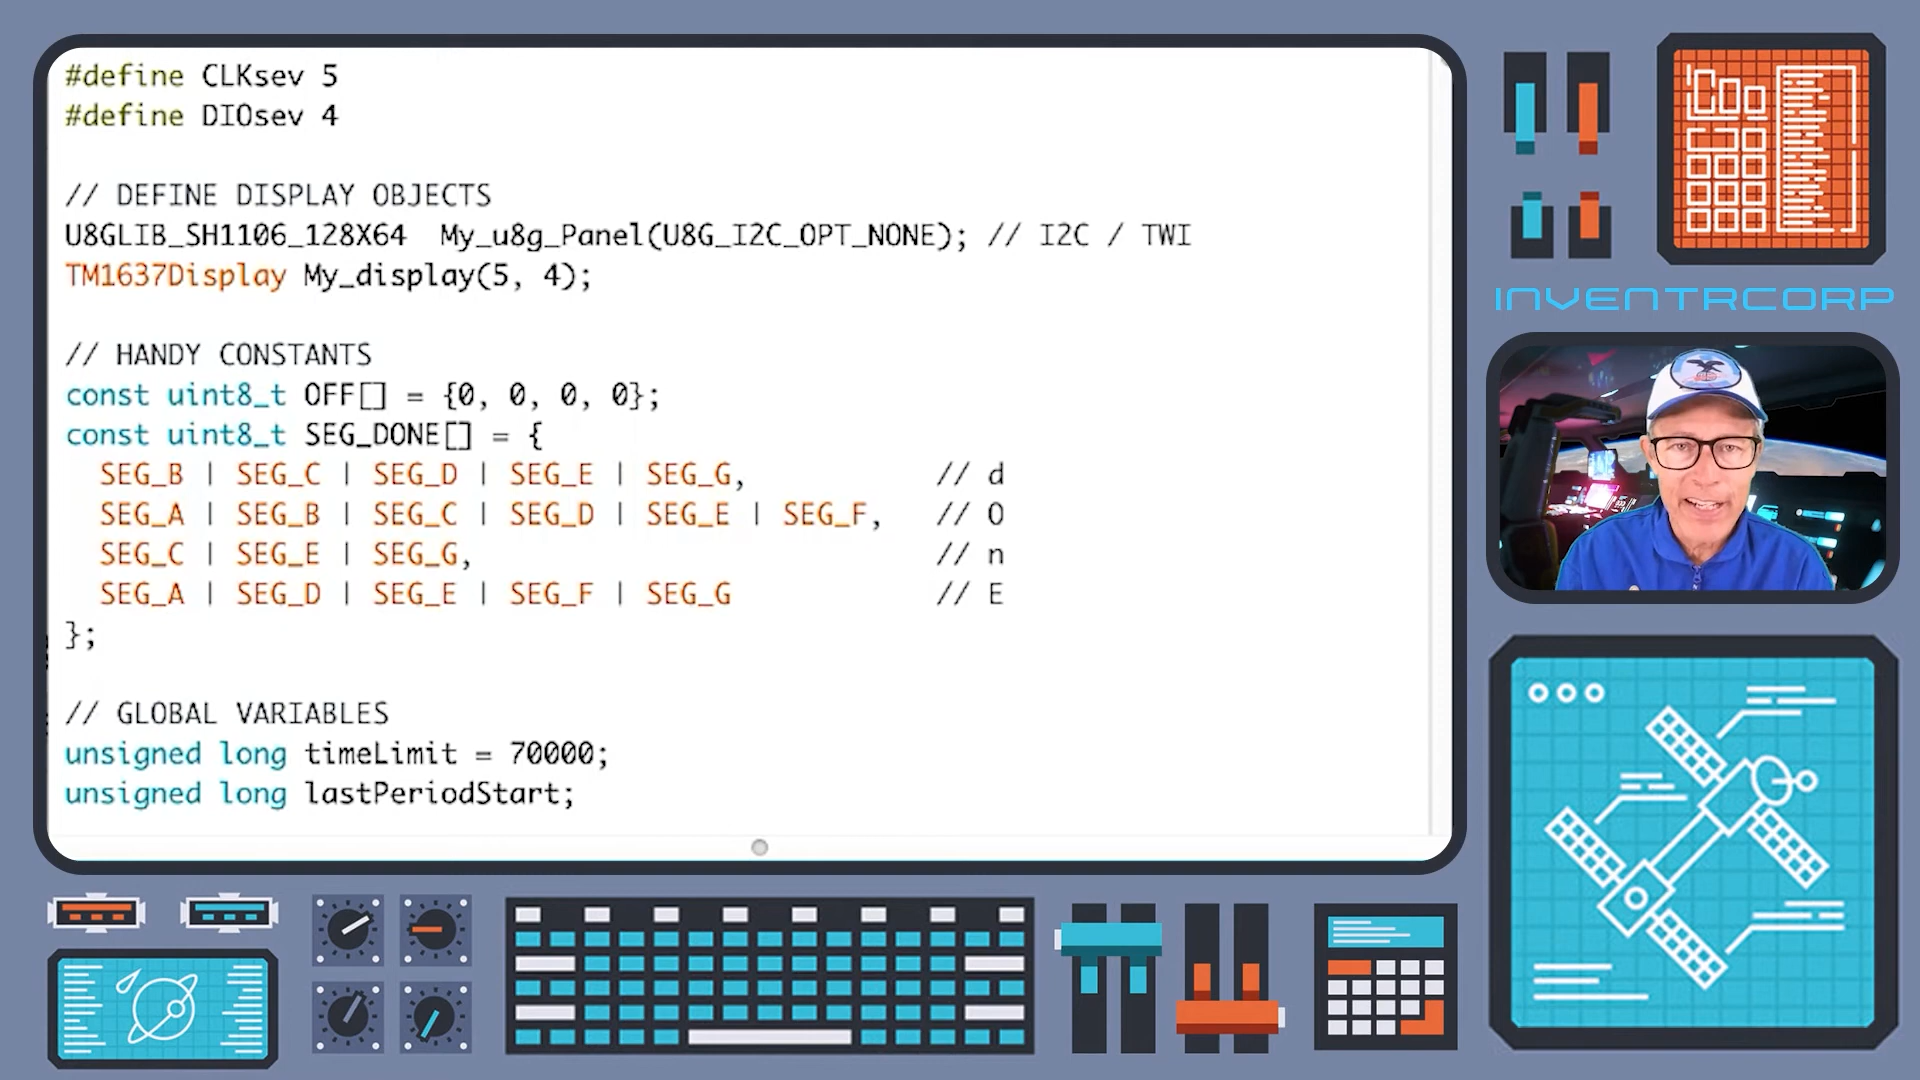 #define CLKsev 5
#define DIOsev 4
// DEFINE DISPLAY OBJECTS
U8GLIB_SH1106_128X64  My_u8g_Panel(U8G_I2C_OPT_NONE); // I2C / TWI
TM1637Display My_display(5, 4);
// HANDY CONSTANTS
const uint8_t OFF[] = {0, 0, 0, 0};
const uint8_t SEG_DONE[] = {
SEG_B | SEG_C | SEG_D | SEG_E | SEG_G, // d
SEG_A | SEG_B | SEG_C | SEG_D | SEG_E | SEG_F, // O
SEG_C | SEG_E | SEG_G, // n
SEG_A | SEG_D | SEG_E | SEG_F | SEG_G // E
};
// GLOBAL VARIABLES
unsigned long timeLimit = 70000;
unsigned long lastPeriodStart;
INVENTRCORP